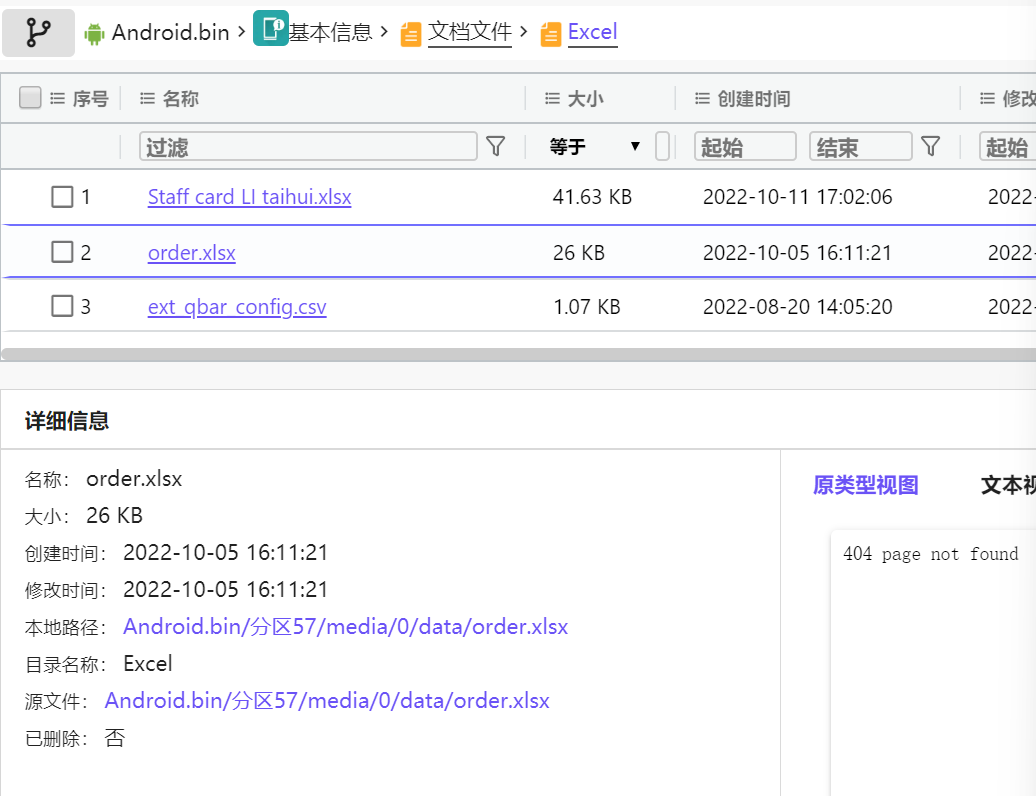 Android.bin > 基本信息 > 文档文件 > Excel
序号 名称 大小 创建时间 修改
过滤 等于 ▼ 起始 结束 起始
1 Staff card LI taihui.xlsx 41.63 KB 2022-10-11 17:02:06 2022-
2 order.xlsx 26 KB 2022-10-05 16:11:21 2022-
3 ext_qbar_config.csv 1.07 KB 2022-08-20 14:05:20 2022-
详细信息
名称: order.xlsx
大小: 26 KB
创建时间: 2022-10-05 16:11:21
修改时间: 2022-10-05 16:11:21
本地路径: Android.bin/分区57/media/0/data/order.xlsx
目录名称: Excel
源文件: Android.bin/分区57/media/0/data/order.xlsx
已删除: 否
原类型视图 文本视
404 page not found